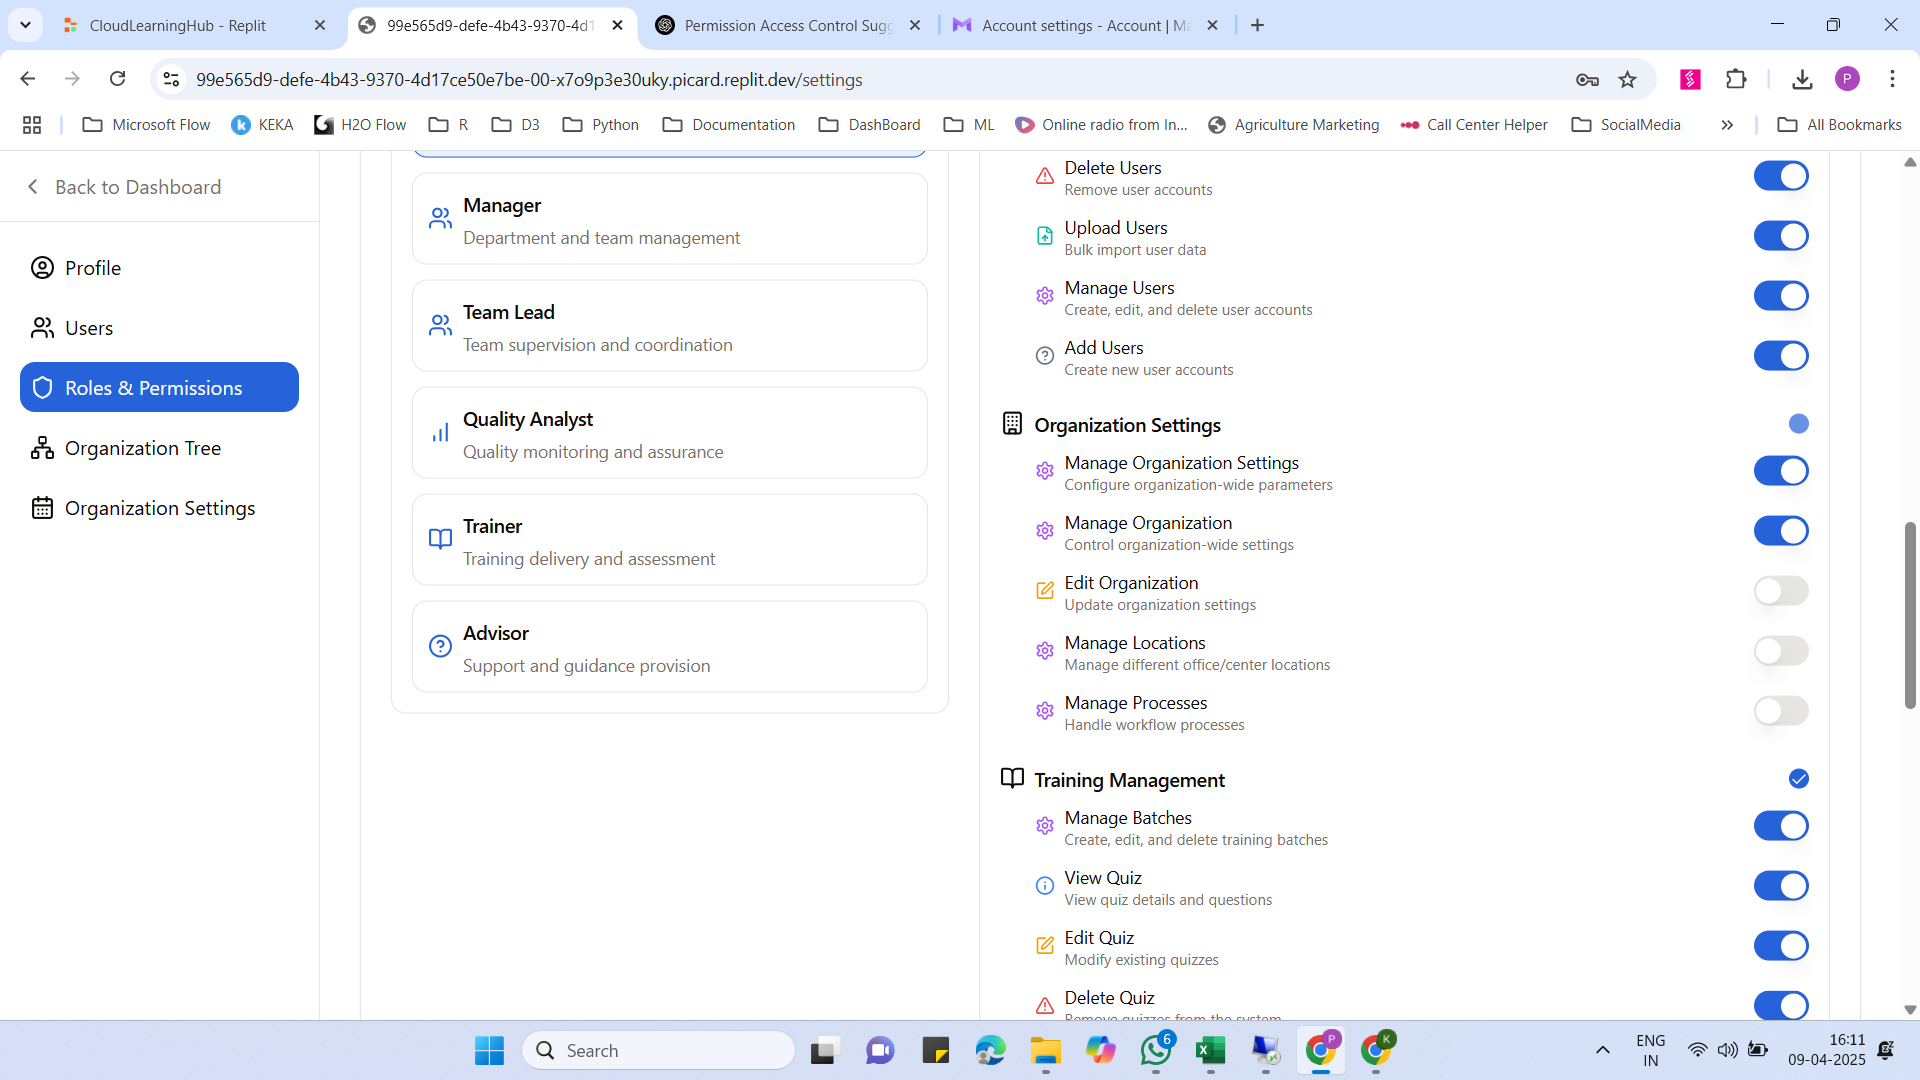 CloudLearningHub - Replit
99e565d9-defe-4b43-9370-4d1
Permission Access Control Sugg
Account settings - Account | Ma
99e565d9-defe-4b43-9370-4d17ce50e7be-00-x7o9p3e30uky.picard.replit.dev/settings
P
Microsoft Flow
KEKA
H2O Flow
R
D3
Python
Documentation
DashBoard
ML
Online radio from In...
Agriculture Marketing
Call Center Helper
SocialMedia
All Bookmarks
Back to Dashboard
Profile
Users
Roles & Permissions
Organization Tree
Organization Settings
Manager
Department and team management
Team Lead
Team supervision and coordination
Quality Analyst
Quality monitoring and assurance
Trainer
Training delivery and assessment
Advisor
Support and guidance provision
Delete Users
Remove user accounts
Upload Users
Bulk import user data
Manage Users
Create, edit, and delete user accounts
Add Users
Create new user accounts
Organization Settings
Manage Organization Settings
Configure organization-wide parameters
Manage Organization
Control organization-wide settings
Edit Organization
Update organization settings
Manage Locations
Manage different office/center locations
Manage Processes
Handle workflow processes
Training Management
Manage Batches
Create, edit, and delete training batches
View Quiz
View quiz details and questions
Edit Quiz
Modify existing quizzes
Delete Quiz
Remove quizzes from the system
Search
6
P
K
ENG
IN
16:11
09-04-2025